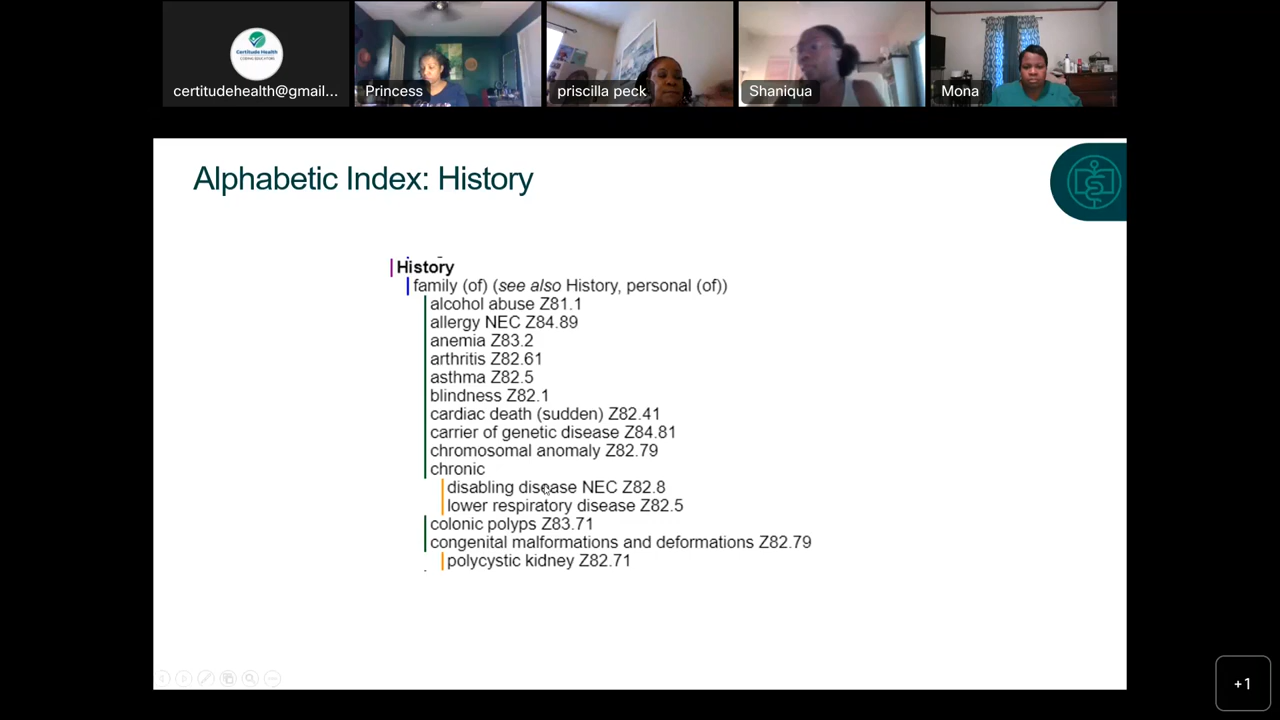 Certitude Health
CODING EDUCATORS
certitudehealth@gmail...
Princess
priscilla peck
Shaniqua
Mona
Alphabetic Index: History
History
family (of) (see also History, personal (of))
alcohol abuse Z81.1
allergy NEC Z84.89
anemia Z83.2
arthritis Z82.61
asthma Z82.5
blindness Z82.1
cardiac death (sudden) Z82.41
carrier of genetic disease Z84.81
chromosomal anomaly Z82.79
chronic
disabling disease NEC Z82.8
lower respiratory disease Z82.5
colonic polyps Z83.71
congenital malformations and deformations Z82.79
polycystic kidney Z82.71
+1